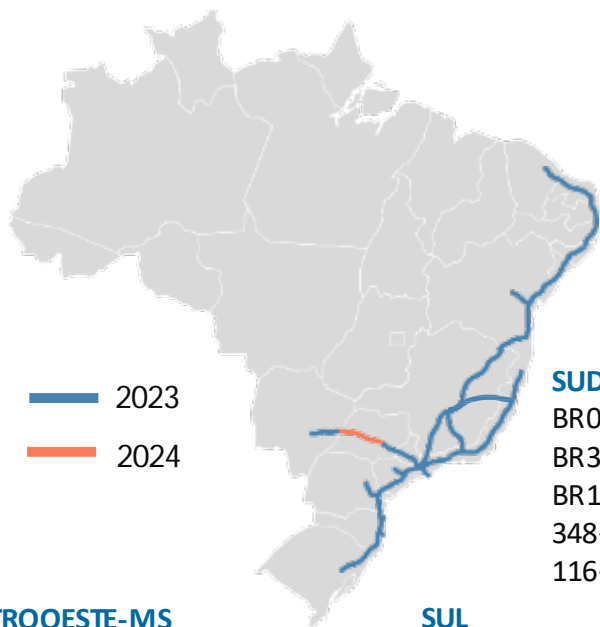 2023
2024
SUD
BR0
BR3
BR1
348-
116-
TROOESTE-MS
SUL